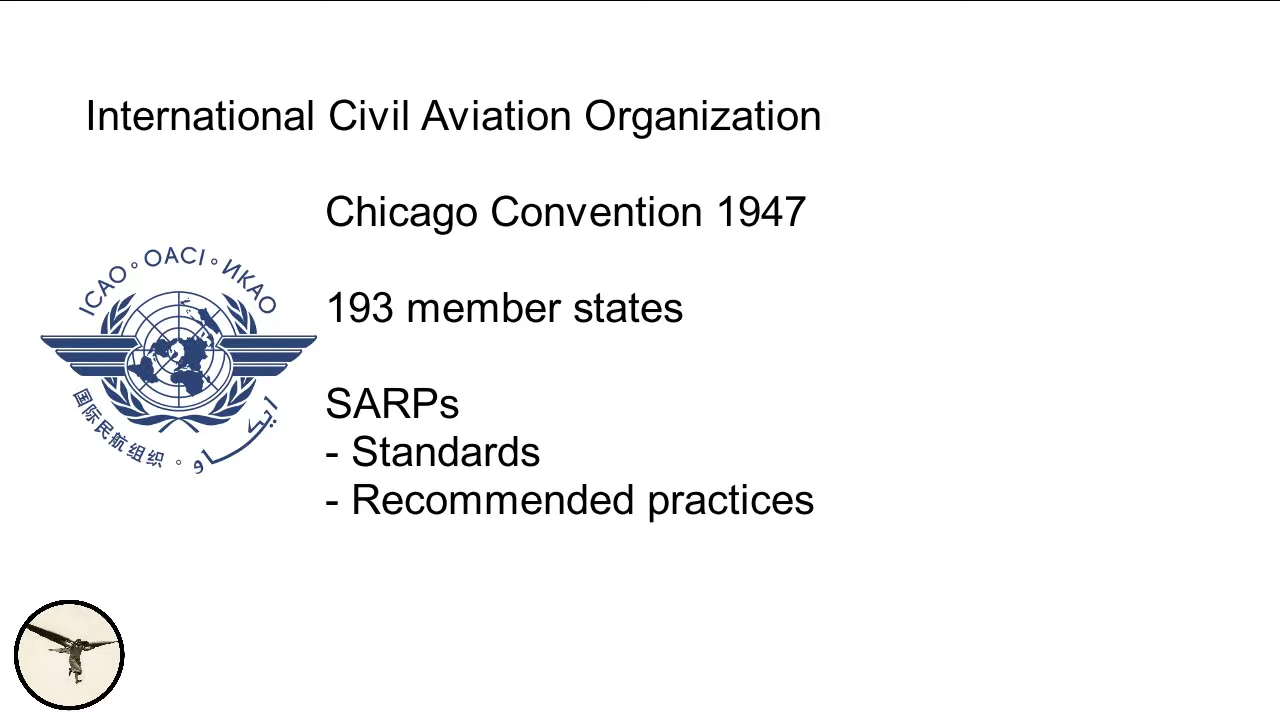 International Civil Aviation Organization
Chicago Convention 1947
ICAO ∘ OACI ∘ ИКАО
193 member states
SARPs
- Standards
- Recommended practices
国际民航组织 ∘ ايكاو